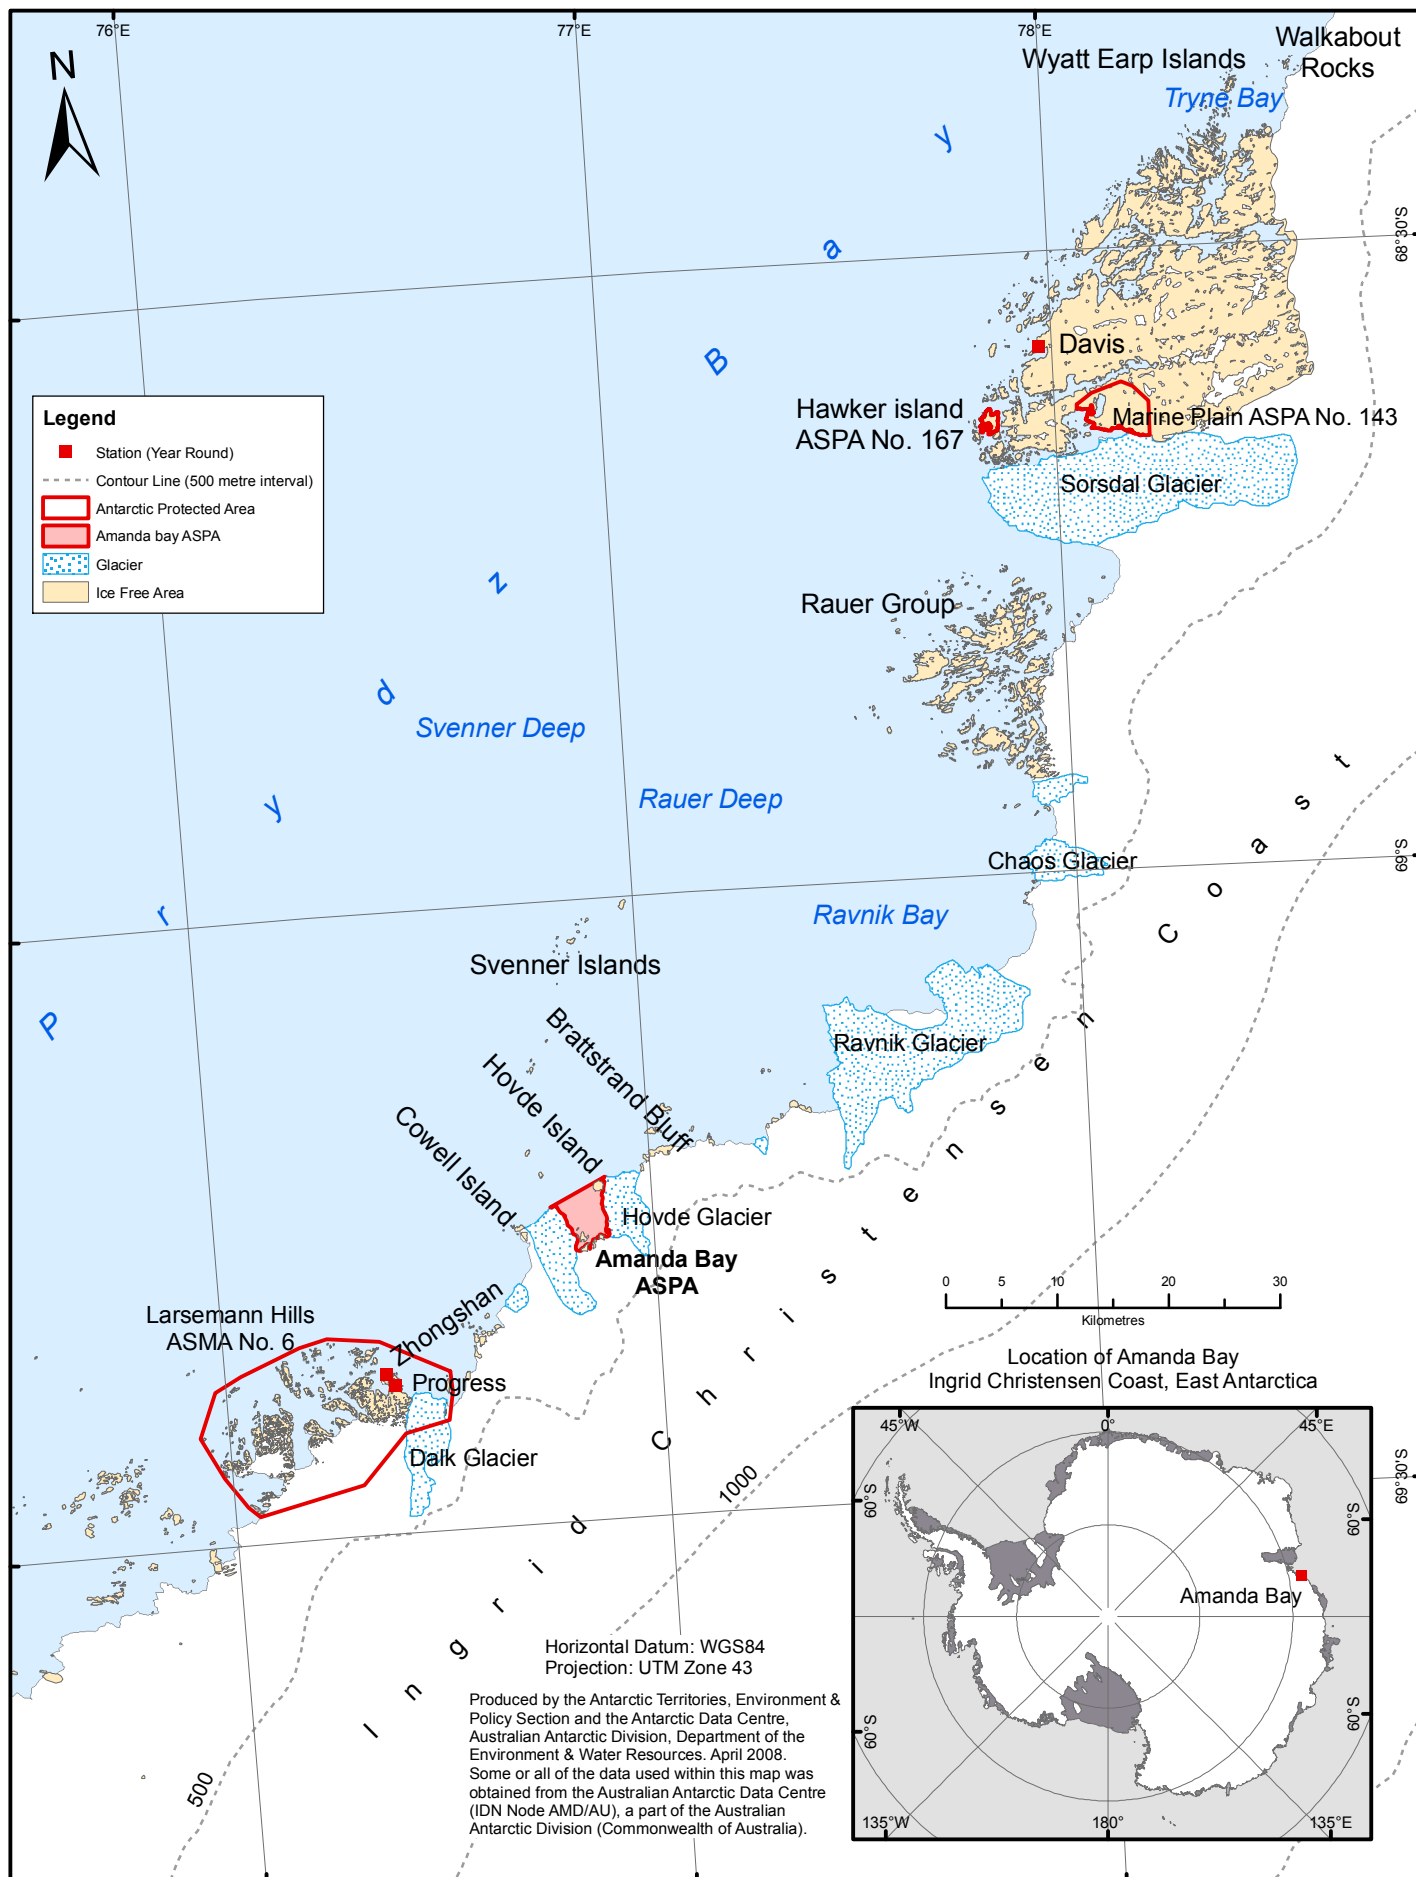 76°E
77°E
78°E
N
Walkabout
Rocks
Wyatt Earp Islands
Tryne Bay
68°30'S
Prydz Bay
Davis
Hawker island
ASPA No. 167
Marine Plain ASPA No. 143
Sorsdal Glacier
Legend
Station (Year Round)
Contour Line (500 metre interval)
Antarctic Protected Area
Amanda bay ASPA
Glacier
Ice Free Area
Rauer Group
Svenner Deep
Rauer Deep
Chaos Glacier
69°S
Ravnik Bay
Svenner Islands
Ravnik Glacier
Brattstrand Bluff
Hovde Island
Cowell Island
Hovde Glacier
Amanda Bay
ASPA
Ingrid Christensen Coast
Larsemann Hills
ASMA No. 6
Zhongshan
Progress
Dalk Glacier
0 5 10 20 30
Kilometres
1000
500
69°30'S
Location of Amanda Bay
Ingrid Christensen Coast, East Antarctica
45°W
0°
45°E
60°S
60°S
Amanda Bay
60°S
60°S
135°W
180°
135°E
Horizontal Datum: WGS84
Projection: UTM Zone 43
Produced by the Antarctic Territories, Environment &
Policy Section and the Antarctic Data Centre,
Australian Antarctic Division, Department of the
Environment & Water Resources. April 2008.
Some or all of the data used within this map was
obtained from the Australian Antarctic Data Centre
(IDN Node AMD/AU), a part of the Australian
Antarctic Division (Commonwealth of Australia).